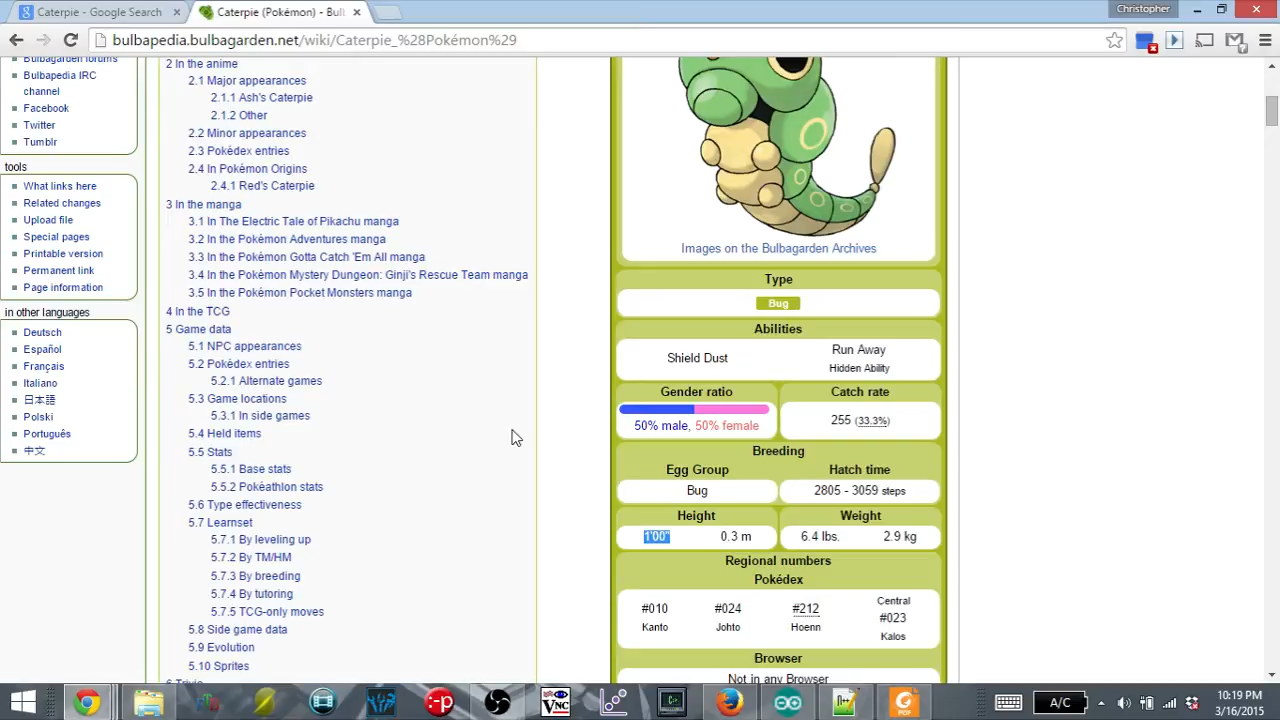 Caterpie - Google Search
Caterpie (Pokémon) - Bul
Christopher
bulbapedia.bulbagarden.net/wiki/Caterpie_%28Pokémon%29
Bulbagarden forums
Bulbapedia IRC
channel
Facebook
Twitter
Tumblr
tools
What links here
Related changes
Upload file
Special pages
Printable version
Permanent link
Page information
in other languages
Deutsch
Español
Français
Italiano
日本語
Polski
Português
中文
2 In the anime
2.1 Major appearances
2.1.1 Ash's Caterpie
2.1.2 Other
2.2 Minor appearances
2.3 Pokédex entries
2.4 In Pokémon Origins
2.4.1 Red's Caterpie
3 In the manga
3.1 In The Electric Tale of Pikachu manga
3.2 In the Pokémon Adventures manga
3.3 In the Pokémon Gotta Catch 'Em All manga
3.4 In the Pokémon Mystery Dungeon: Ginji's Rescue Team manga
3.5 In the Pokémon Pocket Monsters manga
4 In the TCG
5 Game data
5.1 NPC appearances
5.2 Pokédex entries
5.2.1 Alternate games
5.3 Game locations
5.3.1 In side games
5.4 Held items
5.5 Stats
5.5.1 Base stats
5.5.2 Pokéathlon stats
5.6 Type effectiveness
5.7 Learnset
5.7.1 By leveling up
5.7.2 By TM/HM
5.7.3 By breeding
5.7.4 By tutoring
5.7.5 TCG-only moves
5.8 Side game data
5.9 Evolution
5.10 Sprites
6 Trivia
Images on the Bulbagarden Archives
Type
Bug
Abilities
Shield Dust
Run Away
Hidden Ability
Gender ratio
50% male, 50% female
Catch rate
255 (33.3%)
Breeding
Egg Group
Bug
Hatch time
2805 - 3059 steps
Height
1'00" 0.3 m
Weight
6.4 lbs. 2.9 kg
Regional numbers
Pokédex
#010
Kanto
#024
Johto
#212
Hoenn
Central
#023
Kalos
Browser
Not in any Browser
VNC
PDF
A/C
10:19 PM
3/16/2015